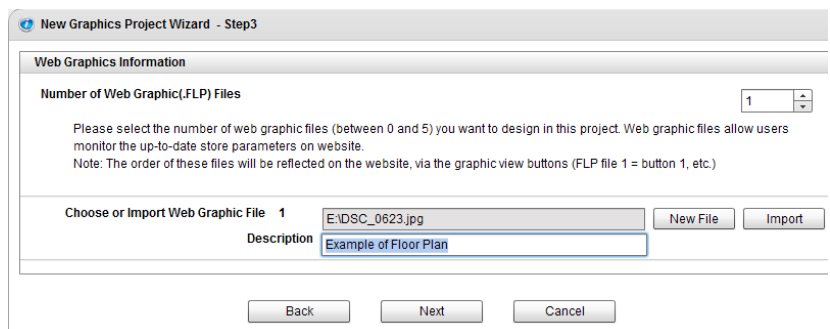 New Graphics Project Wizard - Step3
Web Graphics Information
Number of Web Graphic(.FLP) Files
1
Please select the number of web graphic files (between 0 and 5) you want to design in this project. Web graphic files allow users
monitor the up-to-date store parameters on website.
Note: The order of these files will be reflected on the website, via the graphic view buttons (FLP file 1 = button 1, etc.)
Choose or Import Web Graphic File 1 E:\DSC_0623.jpg New File Import
Description Example of Floor Plan
Back Next Cancel